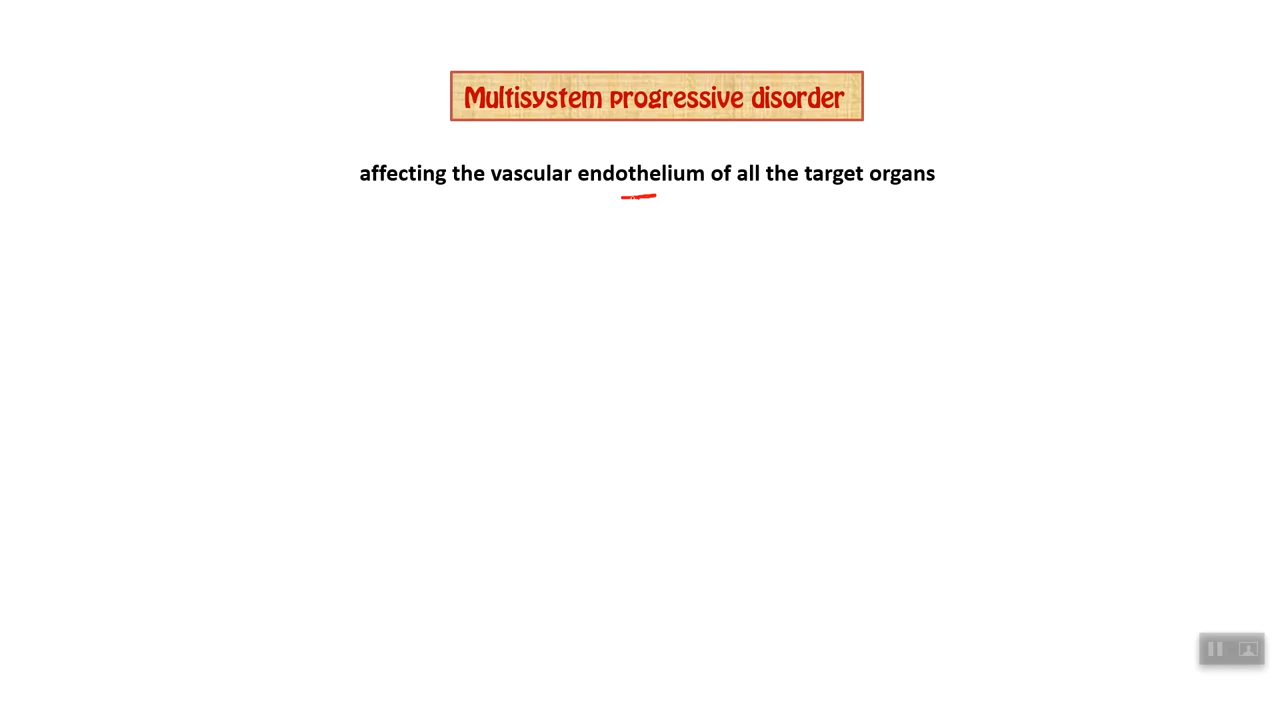 Multisystem progressive disorder
affecting the vascular endothelium of all the target organs